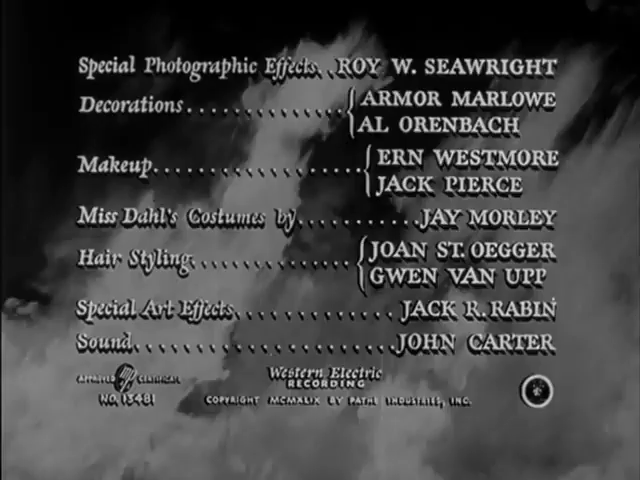 Special Photographic Effects..ROY W. SEAWRIGHT
Decorations............ARMOR MARLOWE
AL ORENBACH
Makeup..................ERN WESTMORE
JACK PIERCE
Miss Dahl's Costumes by.........JAY MORLEY
Hair Styling............JOAN ST. OEGGER
GWEN VAN UPP
Special Art Effects............JACK R. RABIN
Sound....................JOHN CARTER
APPROVED CERTIFICATE
NO. 13481
Western Electric
RECORDING
COPYRIGHT MCMXLIX BY PATHE INDUSTRIES, INC.